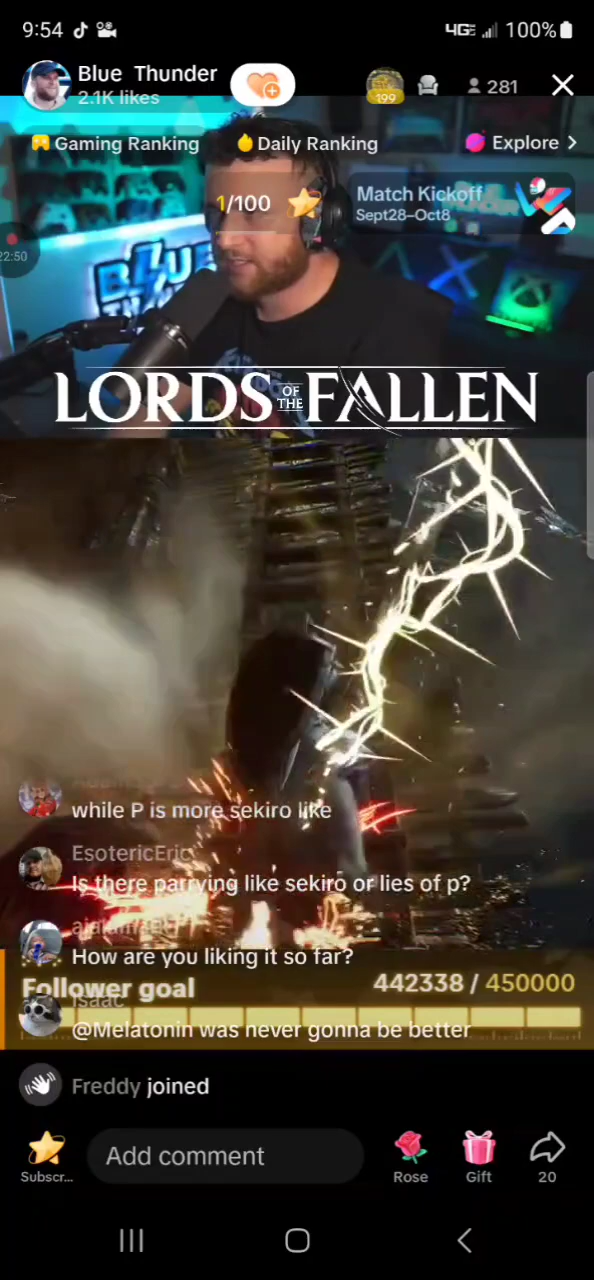 9:54
4GE 100%
Blue Thunder
2.1K likes
199
281
Gaming Ranking
Daily Ranking
Explore
1/100
Match Kickoff
Sept28-Oct8
22:50
BLUE
LORDS OF THE FALLEN
while P is more sekiro like
EsotericEric
Is there parrying like sekiro or lies of p?
How are you liking it so far?
Follower goal
442338 / 450000
Isaac
@Melatonin was never gonna be better
Freddy joined
Subscr...
Add comment
Rose
Gift
20